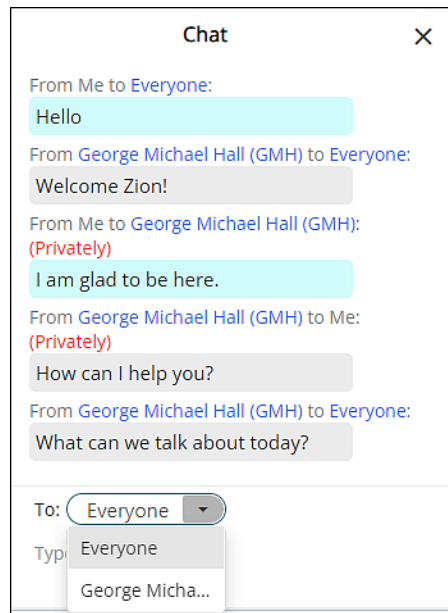 Chat
From Me to Everyone:
Hello
From George Michael Hall (GMH) to Everyone:
Welcome Zion!
From Me to George Michael Hall (GMH):
(Privately)
I am glad to be here.
From George Michael Hall (GMH) to Me:
(Privately)
How can I help you?
From George Michael Hall (GMH) to Everyone:
What can we talk about today?
To: Everyone
Type
Everyone
George Micha...